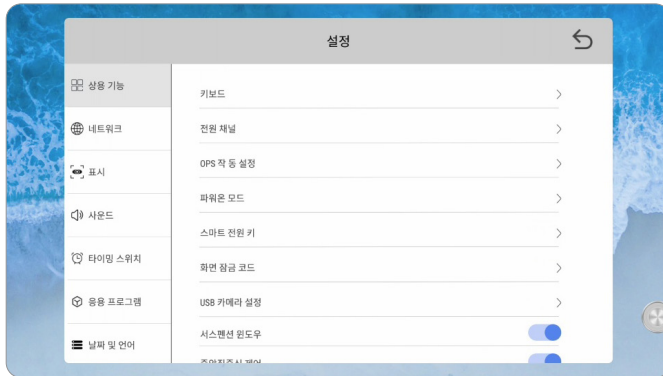 설정
상용 기능
네트워크
표시
사운드
타이밍 스위치
응용 프로그램
날짜 및 언어
키보드
전원 채널
OPS 작 동 설정
파워온 모드
스마트 전원 키
화면 잠금 코드
USB 카메라 설정
서스펜션 윈도우